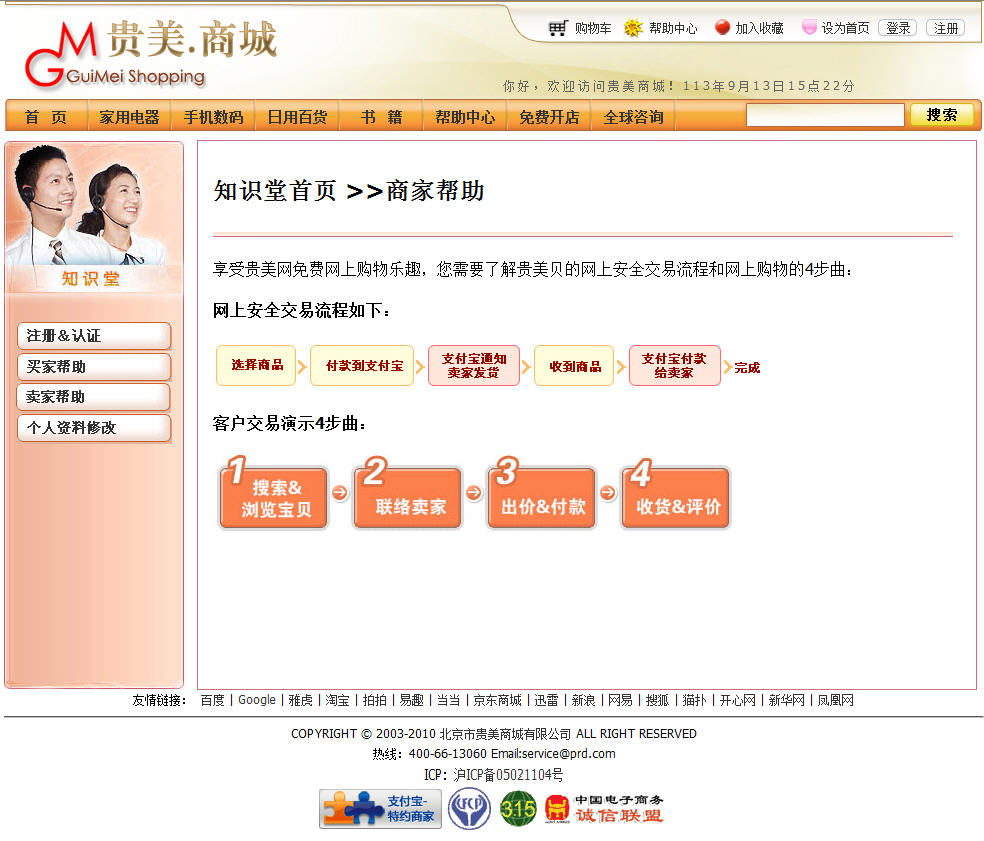 贵美.商城
GM GuiMei Shopping
购物车 帮助中心 加入收藏 设为首页 登录 注册
你好，欢迎访问贵美商城！113年9月13日15点22分
首 页 家用电器 手机数码 日用百货 书 籍 帮助中心 免费开店 全球咨询 搜索
知识堂
注册&认证
买家帮助
卖家帮助
个人资料修改
知识堂首页 >>商家帮助
享受贵美网免费网上购物乐趣，您需要了解贵美贝的网上安全交易流程和网上购物的4步曲：
网上安全交易流程如下：
选择商品
付款到支付宝
支付宝通知
卖家发货
收到商品
支付宝付款
给卖家
完成
客户交易演示4步曲：
1 搜索&
浏览宝贝
2 联络卖家
3 出价&付款
4 收货&评价
友情链接： 百度 | Google | 雅虎 | 淘宝 | 拍拍 | 易趣 | 当当 | 京东商城 | 迅雷 | 新浪 | 网易 | 搜狐 | 猫扑 | 开心网 | 新华网 | 凤凰网
COPYRIGHT © 2003-2010 北京市贵美商城有限公司 ALL RIGHT RESERVED
热线：400-66-13060 Email:service@prd.com
ICP：沪ICP备05021104号
支付宝-
特约商家
CFCP
315
中国电子商务
诚信联盟